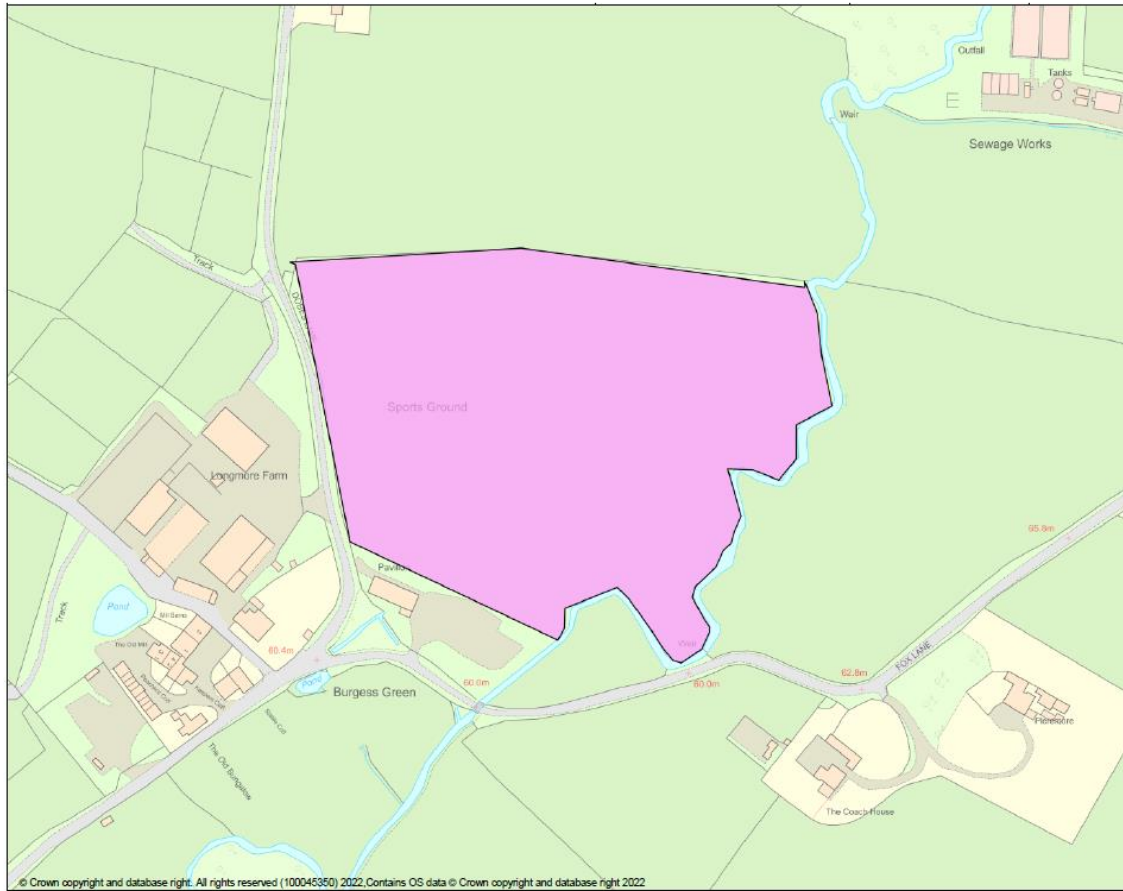 Outfall
Tanks
Weir
Sewage Works
Track
Sports Ground
Longmore Farm
65.8m
Track
Pond
The Old Mill
60.4m
Weir
FOX LANE
Pond
Burgess Green
60.0m
60.0m
62.8m
The Old Bungalow
The Coach House
© Crown copyright and database right. All rights reserved (100045350) 2022,Contains OS data © Crown copyright and database right 2022